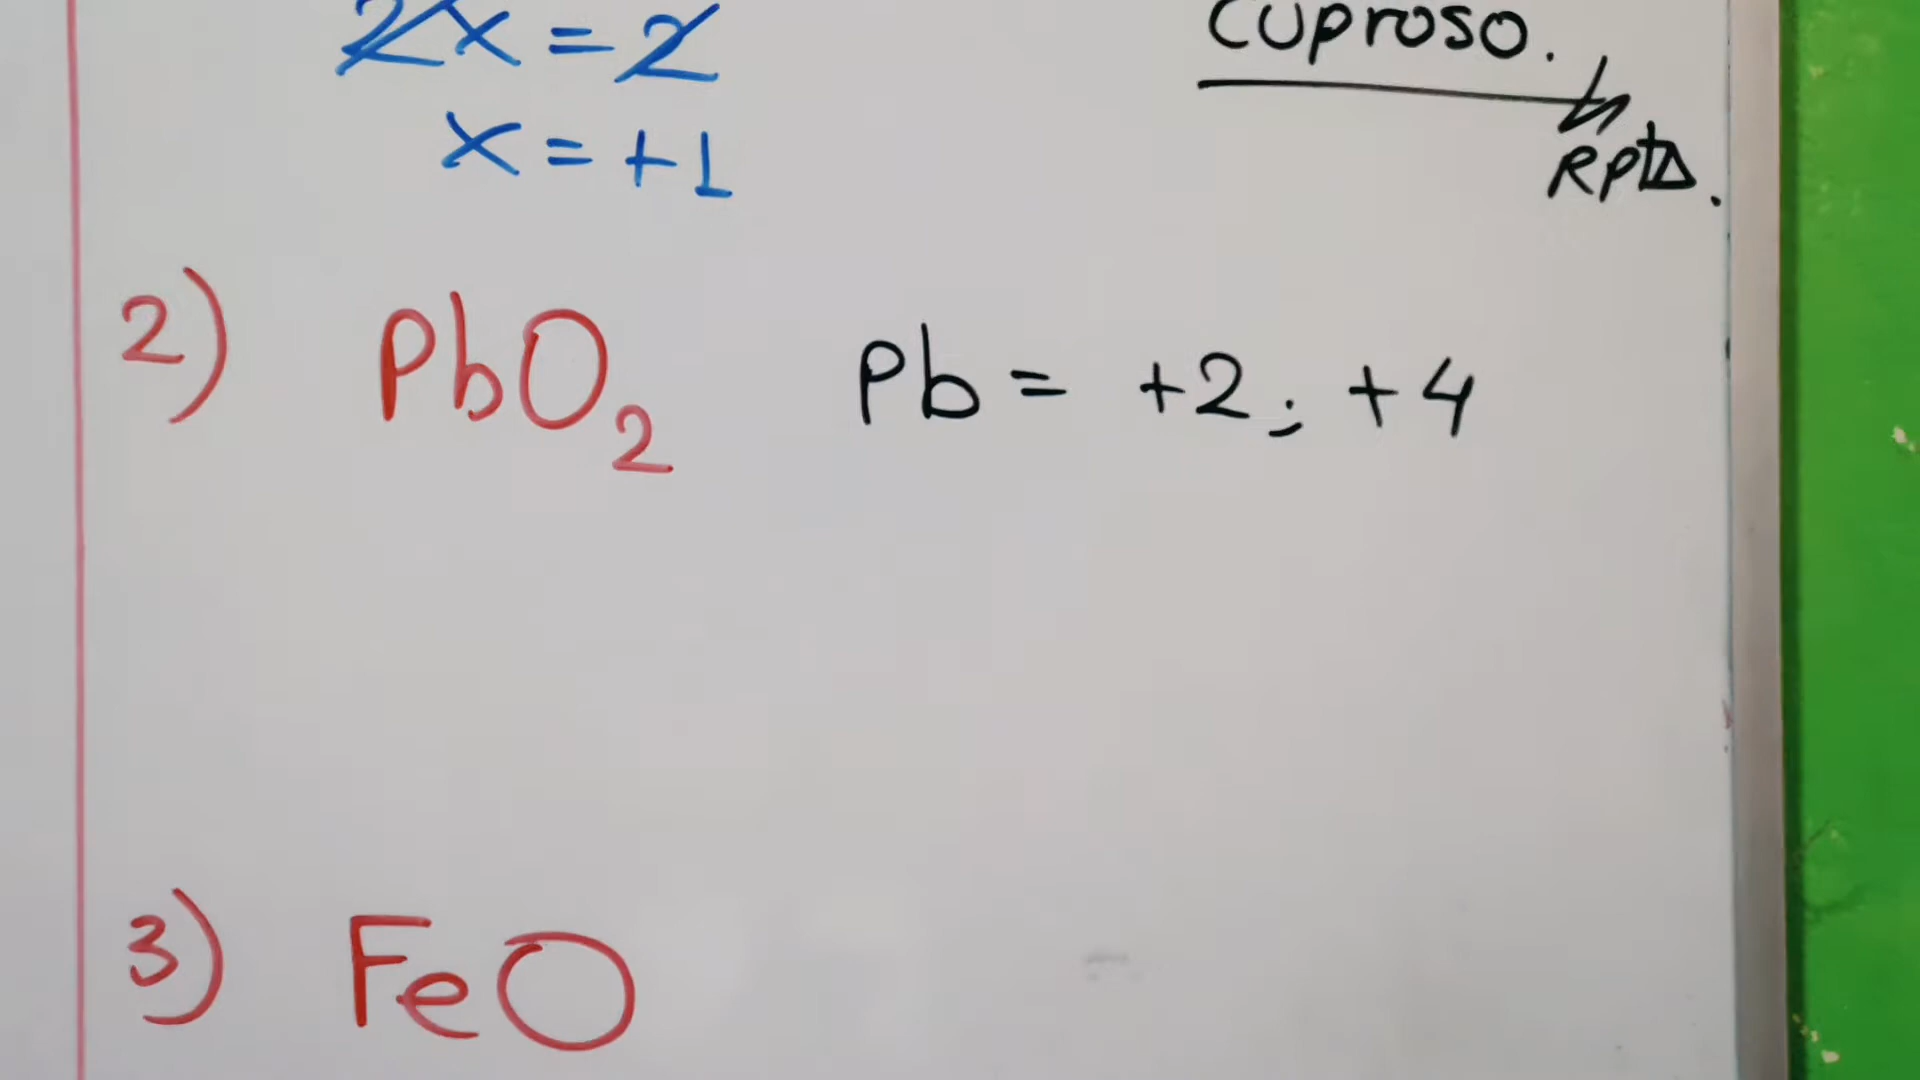 2x = 2
cuproso.
x = +1
Rpta.
2) PbO₂ Pb = +2; +4
3) FeO